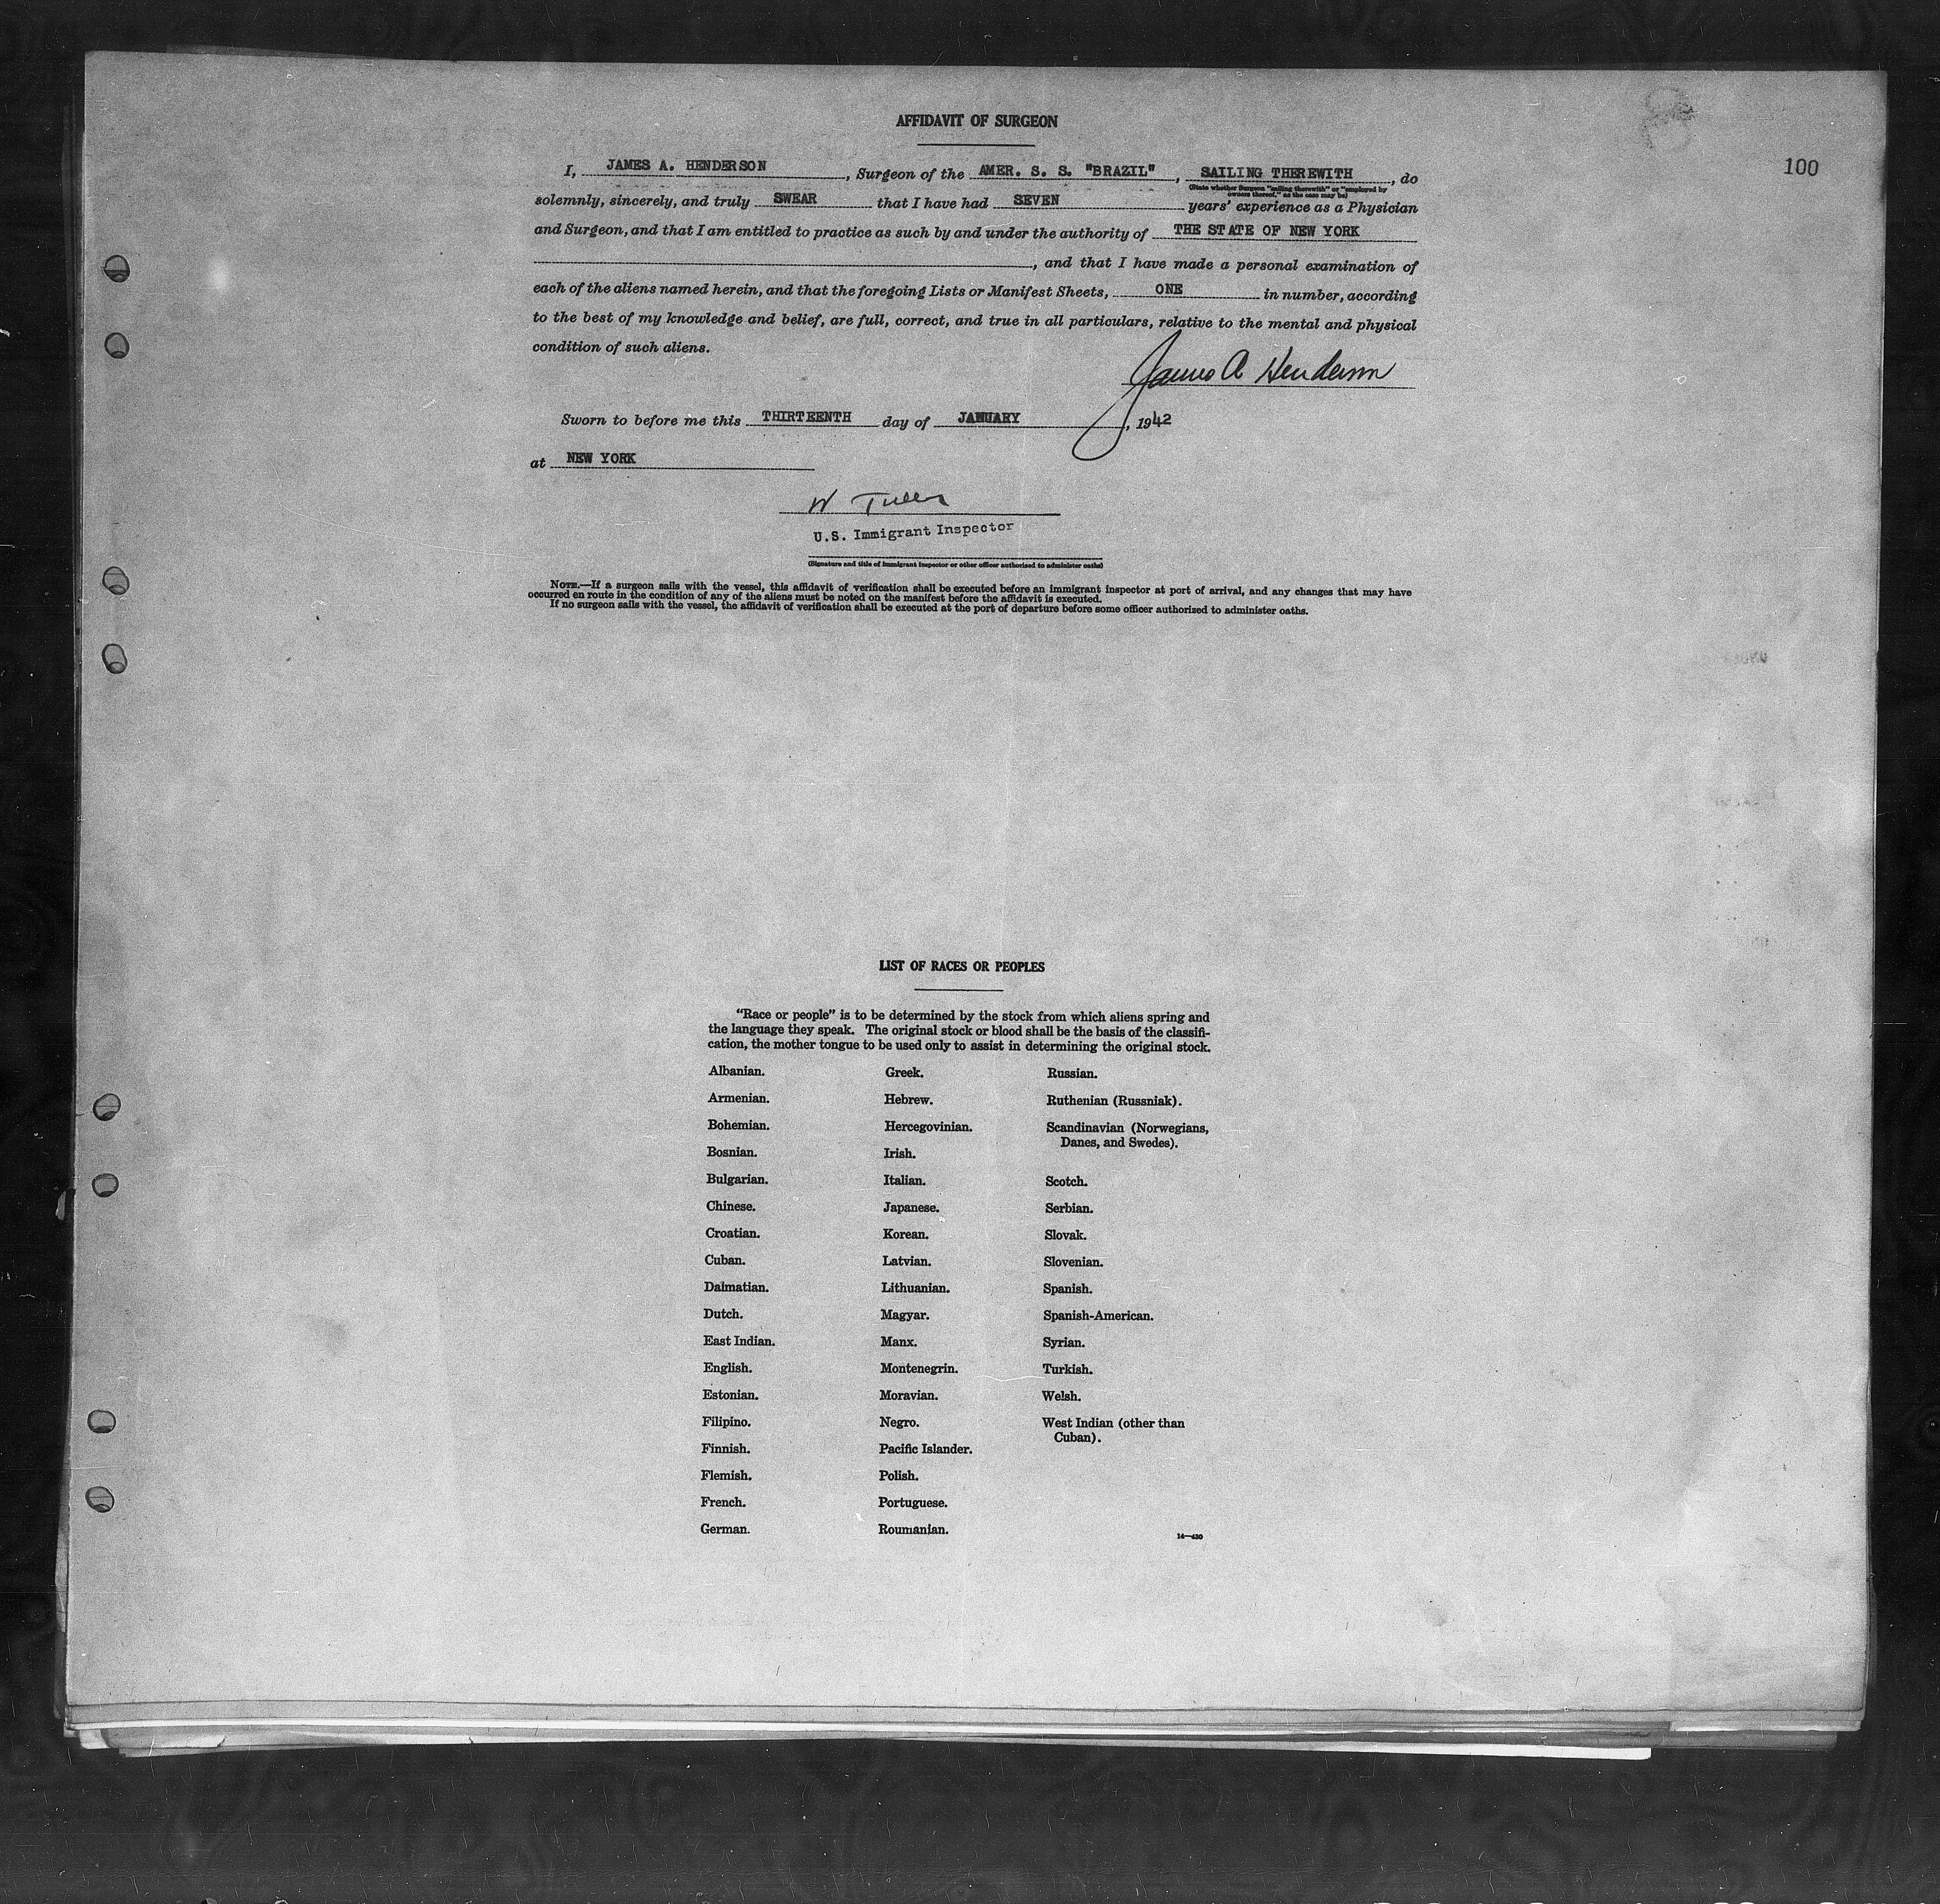 AFFIDAVIT OF SURGEON
100
I, JAMES A. HENDERSON, Surgeon of the AMER. S. S. "BRAZIL", SAILING THEREWITH, do
(State whether Surgeon "sailing therewith" or "employed by
owners thereof," as the case may be)
solemnly, sincerely, and truly SWEAR that I have had SEVEN years' experience as a Physician
and Surgeon, and that I am entitled to practice as such by and under the authority of THE STATE OF NEW YORK
, and that I have made a personal examination of
each of the aliens named herein, and that the foregoing Lists or Manifest Sheets, ONE in number, according
to the best of my knowledge and belief, are full, correct, and true in all particulars, relative to the mental and physical
condition of such aliens.
James A Henderson
Sworn to before me this THIRTEENTH day of JANUARY, 1942
at NEW YORK
W
U.S. Immigrant Inspector
(Signature and title of immigrant inspector or other officer authorized to administer oaths)
NOTE.—If a surgeon sails with the vessel, this affidavit of verification shall be executed before an immigrant inspector at port of arrival, and any changes that may have
occurred en route in the condition of any of the aliens must be noted on the manifest before the affidavit is executed.
If no surgeon sails with the vessel, the affidavit of verification shall be executed at the port of departure before some officer authorized to administer oaths.
LIST OF RACES OR PEOPLES
"Race or people" is to be determined by the stock from which aliens spring and
the language they speak. The original stock or blood shall be the basis of the classifi-
cation, the mother tongue to be used only to assist in determining the original stock.
Albanian.
Armenian.
Bohemian.
Bosnian.
Bulgarian.
Chinese.
Croatian.
Cuban.
Dalmatian.
Dutch.
East Indian.
English.
Estonian.
Filipino.
Finnish.
Flemish.
French.
German.
Greek.
Hebrew.
Hercegovinian.
Irish.
Italian.
Japanese.
Korean.
Latvian.
Lithuanian.
Magyar.
Manx.
Montenegrin.
Moravian.
Negro.
Pacific Islander.
Polish.
Portuguese.
Roumanian.
Russian.
Ruthenian (Russniak).
Scandinavian (Norwegians,
Danes, and Swedes).
Scotch.
Serbian.
Slovak.
Slovenian.
Spanish.
Spanish-American.
Syrian.
Turkish.
Welsh.
West Indian (other than
Cuban).
14—430